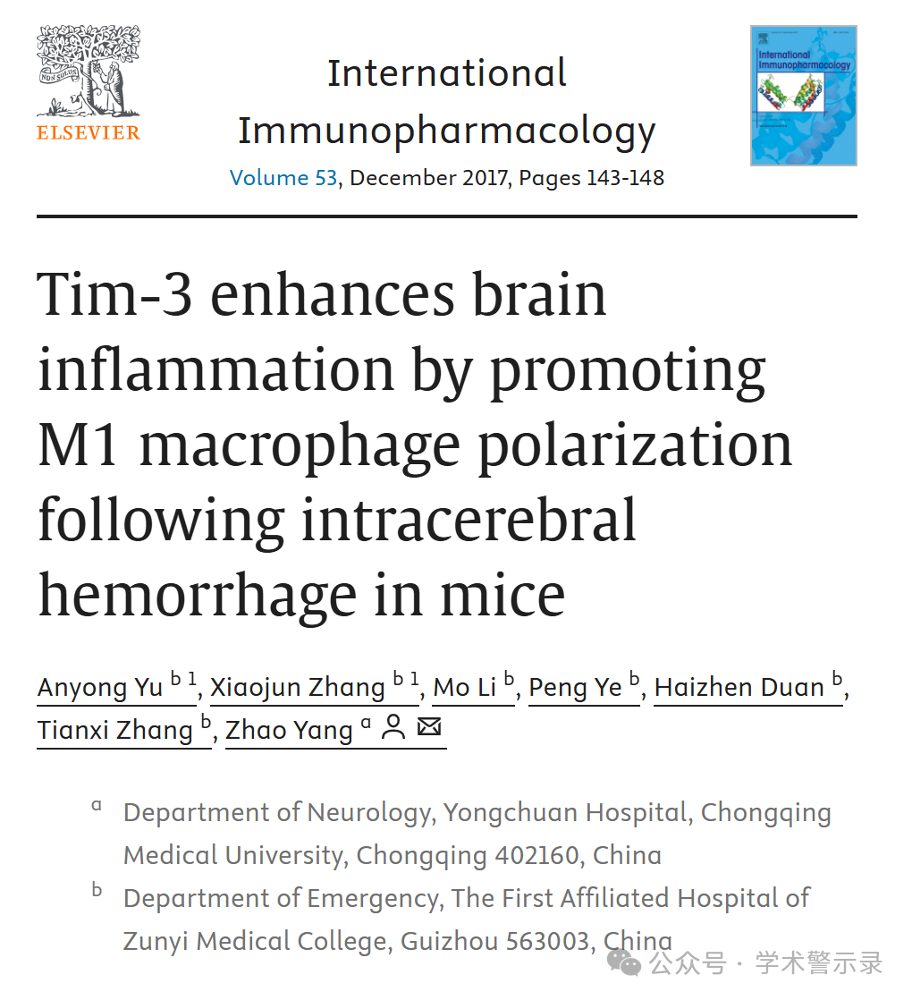 NON SOLUS
ELSEVIER
International
Immunopharmacology
Volume 53, December 2017, Pages 143-148
International
Immunopharmacology
Tim-3 enhances brain
inflammation by promoting
M1 macrophage polarization
following intracerebral
hemorrhage in mice
Anyong Yu b 1, Xiaojun Zhang b 1, Mo Li b, Peng Ye b, Haizhen Duan b,
Tianxi Zhang b, Zhao Yang a
a Department of Neurology, Yongchuan Hospital, Chongqing
Medical University, Chongqing 402160, China
b Department of Emergency, The First Affiliated Hospital of
Zunyi Medical College, Guizhou 563003, China
公众号 · 学术警示录